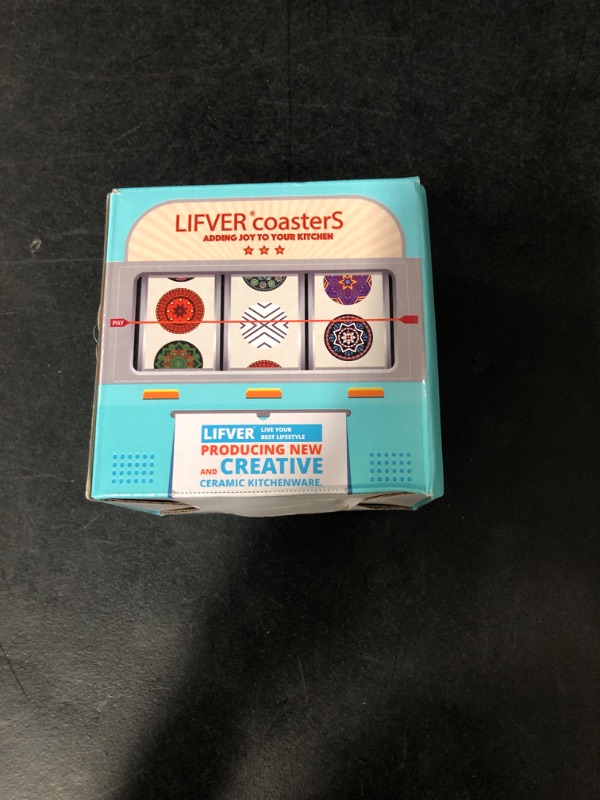 LIFVER® coasterS
ADDING JOY TO YOUR KITCHEN
PAY
LIFVER® LIVE YOUR
BEST LIFESTYLE
PRODUCING NEW
AND CREATIVE
CERAMIC KITCHENWARE.